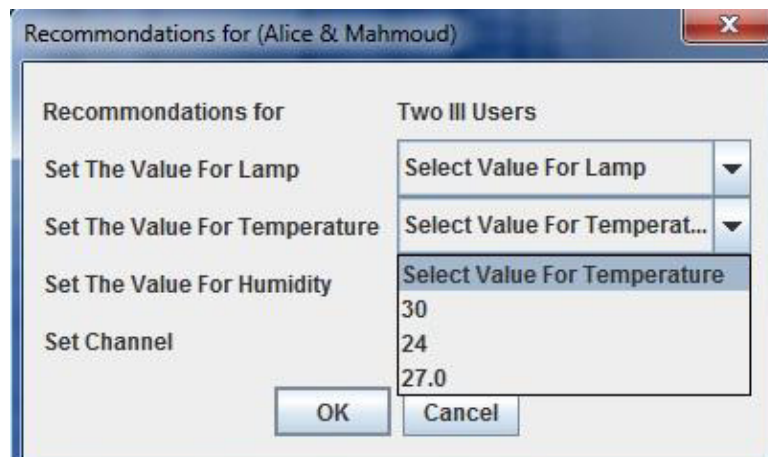 Recommondations for (Alice & Mahmoud)
Recommondations for Two Ill Users
Set The Value For Lamp Select Value For Lamp
Set The Value For Temperature Select Value For Temperat...
Set The Value For Humidity Select Value For Temperature
30
Set Channel 24
27.0
OK Cancel